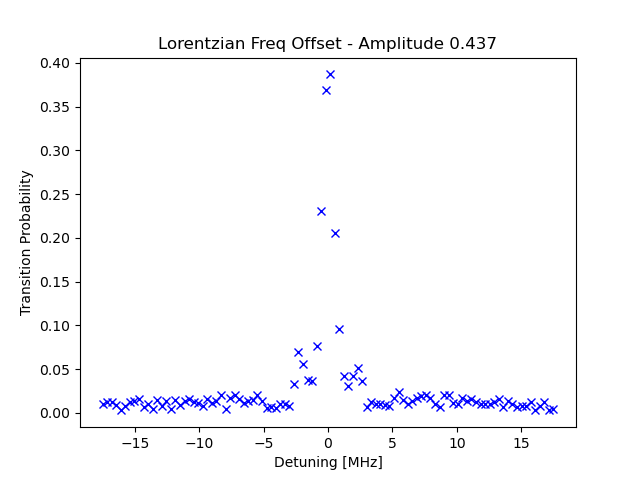 Lorentzian Freq Offset - Amplitude 0.437
0.40
0.35
0.30
0.25
0.20
0.15
0.10
0.05
0.00
Transition Probability
−15 −10 −5 0 5 10 15
Detuning [MHz]